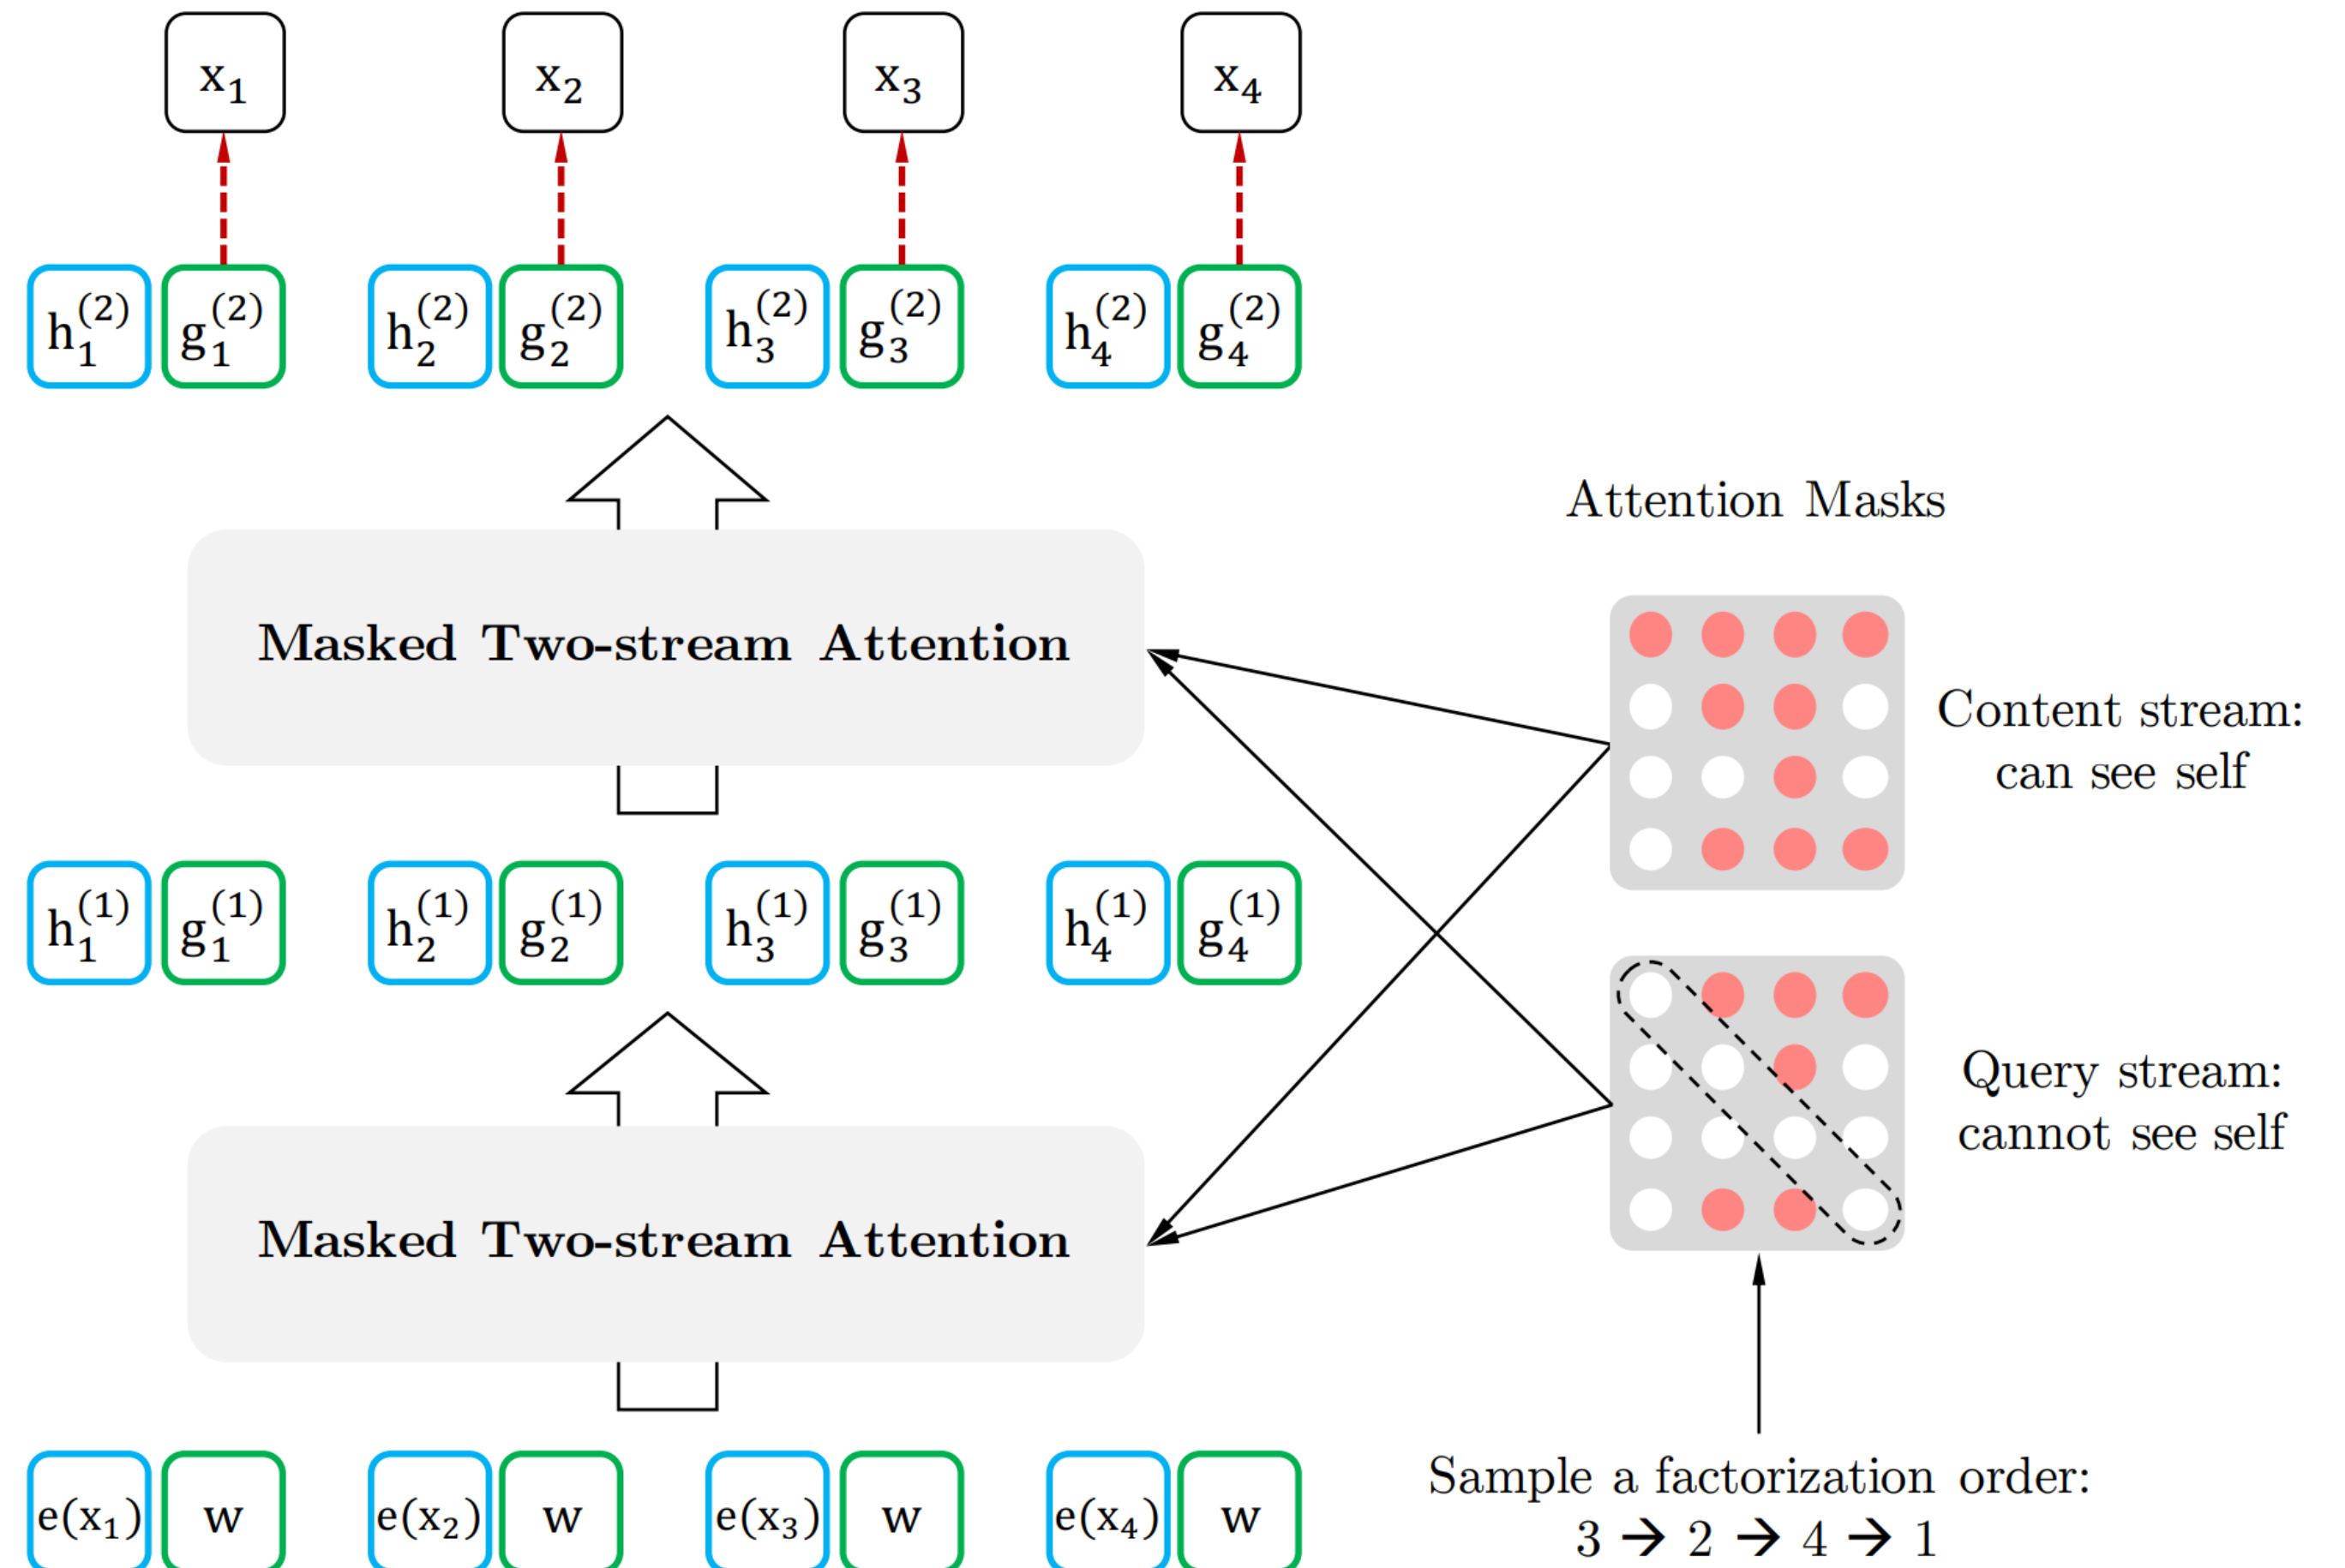 x₁ x₂ x₃ x₄
h₁⁽²⁾ g₁⁽²⁾ h₂⁽²⁾ g₂⁽²⁾ h₃⁽²⁾ g₃⁽²⁾ h₄⁽²⁾ g₄⁽²⁾
Attention Masks
Masked Two-stream Attention
Content stream:
can see self
h₁⁽¹⁾ g₁⁽¹⁾ h₂⁽¹⁾ g₂⁽¹⁾ h₃⁽¹⁾ g₃⁽¹⁾ h₄⁽¹⁾ g₄⁽¹⁾
Query stream:
cannot see self
Masked Two-stream Attention
Sample a factorization order:
3 → 2 → 4 → 1
e(x₁) w e(x₂) w e(x₃) w e(x₄) w